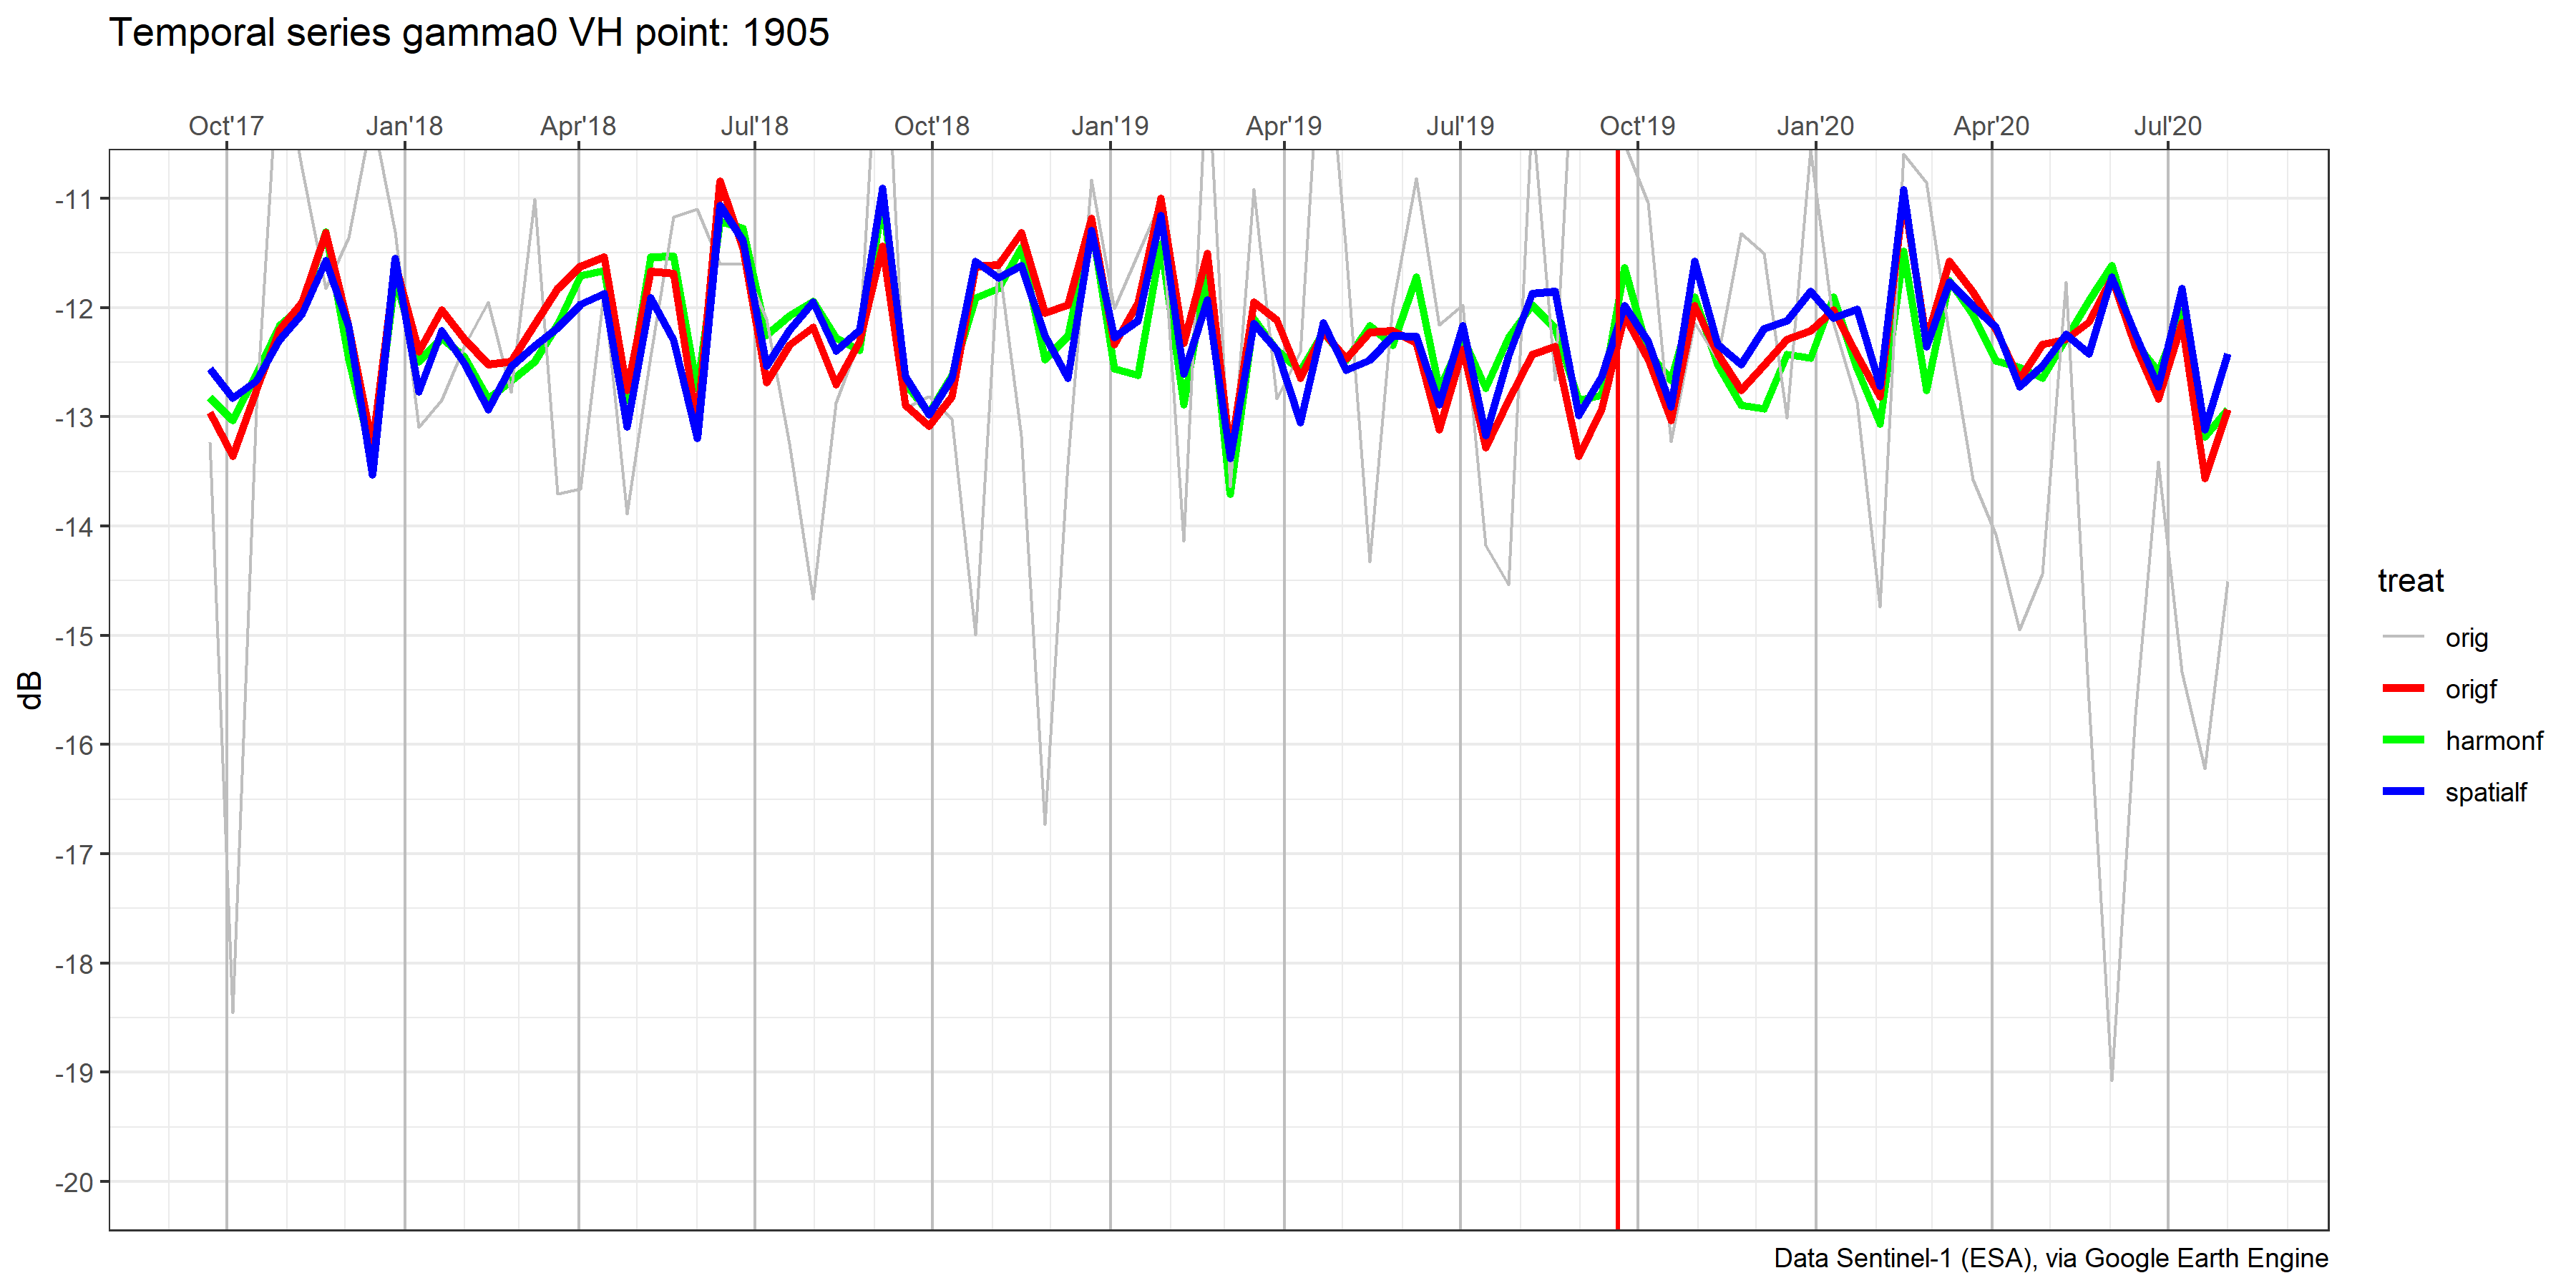 Temporal series gamma0 VH point: 1905
Oct'17 Jan'18 Apr'18 Jul'18 Oct'18 Jan'19 Apr'19 Jul'19 Oct'19 Jan'20 Apr'20 Jul'20
-11
-12
-13
-14
-15
-16
-17
-18
-19
-20
dB
treat
orig
origf
harmonf
spatialf
Data Sentinel-1 (ESA), via Google Earth Engine